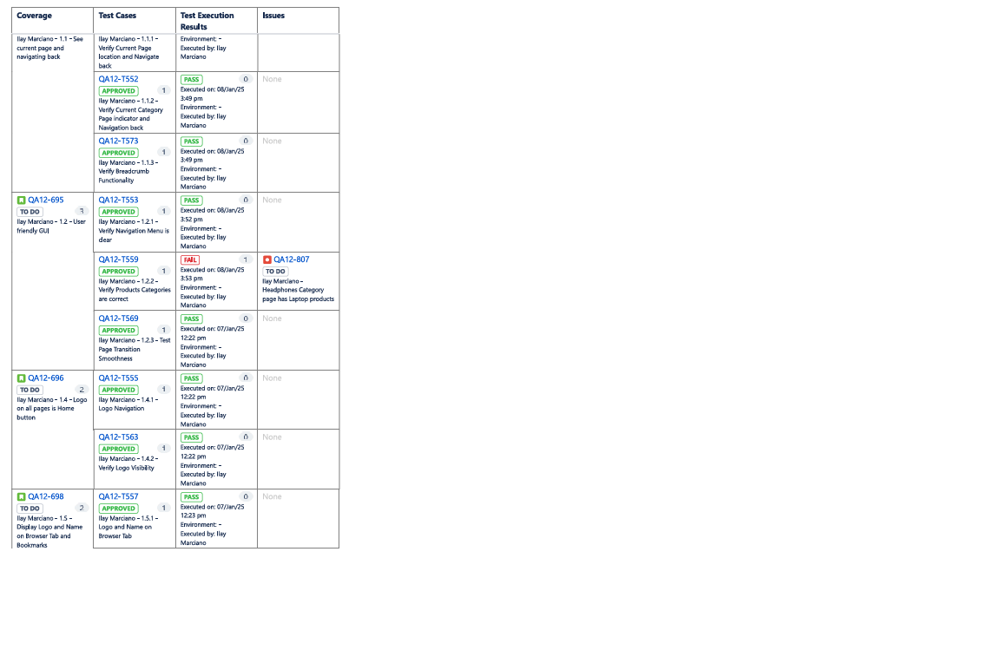 Coverage
Test Cases
Test Execution
Results
Issues
Ilay Marciano - 1.1 - See
current page and
navigating back
Ilay Marciano - 1.1.1 -
Verify Current Page
location and Navigate
back
Environment: -
Executed by: Ilay
Marciano
QA12-T552
APPROVED 1
Ilay Marciano - 1.1.2 -
Verify Current Category
Page indicator and
Navigation back
PASS 0
Executed on: 08/Jan/25
3:49 pm
Environment: -
Executed by: Ilay
Marciano
None
QA12-T573
APPROVED 1
Ilay Marciano - 1.1.3 -
Verify Breadcrumb
Functionality
PASS 0
Executed on: 08/Jan/25
3:49 pm
Environment: -
Executed by: Ilay
Marciano
None
QA12-695
TO DO 3
Ilay Marciano - 1.2 - User
friendly GUI
QA12-T553
APPROVED 1
Ilay Marciano - 1.2.1 -
Verify Navigation Menu is
clear
PASS 0
Executed on: 08/Jan/25
3:52 pm
Environment: -
Executed by: Ilay
Marciano
None
QA12-T559
APPROVED 1
Ilay Marciano - 1.2.2 -
Verify Products Categories
are correct
FAIL 1
Executed on: 08/Jan/25
3:53 pm
Environment: -
Executed by: Ilay
Marciano
QA12-807
TO DO
Ilay Marciano -
Headphones Category
page has Laptop products
QA12-T569
APPROVED 1
Ilay Marciano - 1.2.3 - Test
Page Transition
Smoothness
PASS 0
Executed on: 07/Jan/25
12:22 pm
Environment: -
Executed by: Ilay
Marciano
None
QA12-696
TO DO 2
Ilay Marciano - 1.4 - Logo
on all pages is Home
button
QA12-T555
APPROVED 1
Ilay Marciano - 1.4.1 -
Logo Navigation
PASS 0
Executed on: 07/Jan/25
12:22 pm
Environment: -
Executed by: Ilay
Marciano
None
QA12-T563
APPROVED 1
Ilay Marciano - 1.4.2 -
Verify Logo Visibility
PASS 0
Executed on: 07/Jan/25
12:22 pm
Environment: -
Executed by: Ilay
Marciano
None
QA12-698
TO DO 2
Ilay Marciano - 1.5 -
Display Logo and Name
on Browser Tab and
Bookmarks
QA12-T557
APPROVED 1
Ilay Marciano - 1.5.1 -
Logo and Name on
Browser Tab
PASS 0
Executed on: 07/Jan/25
12:23 pm
Environment: -
Executed by: Ilay
Marciano
None